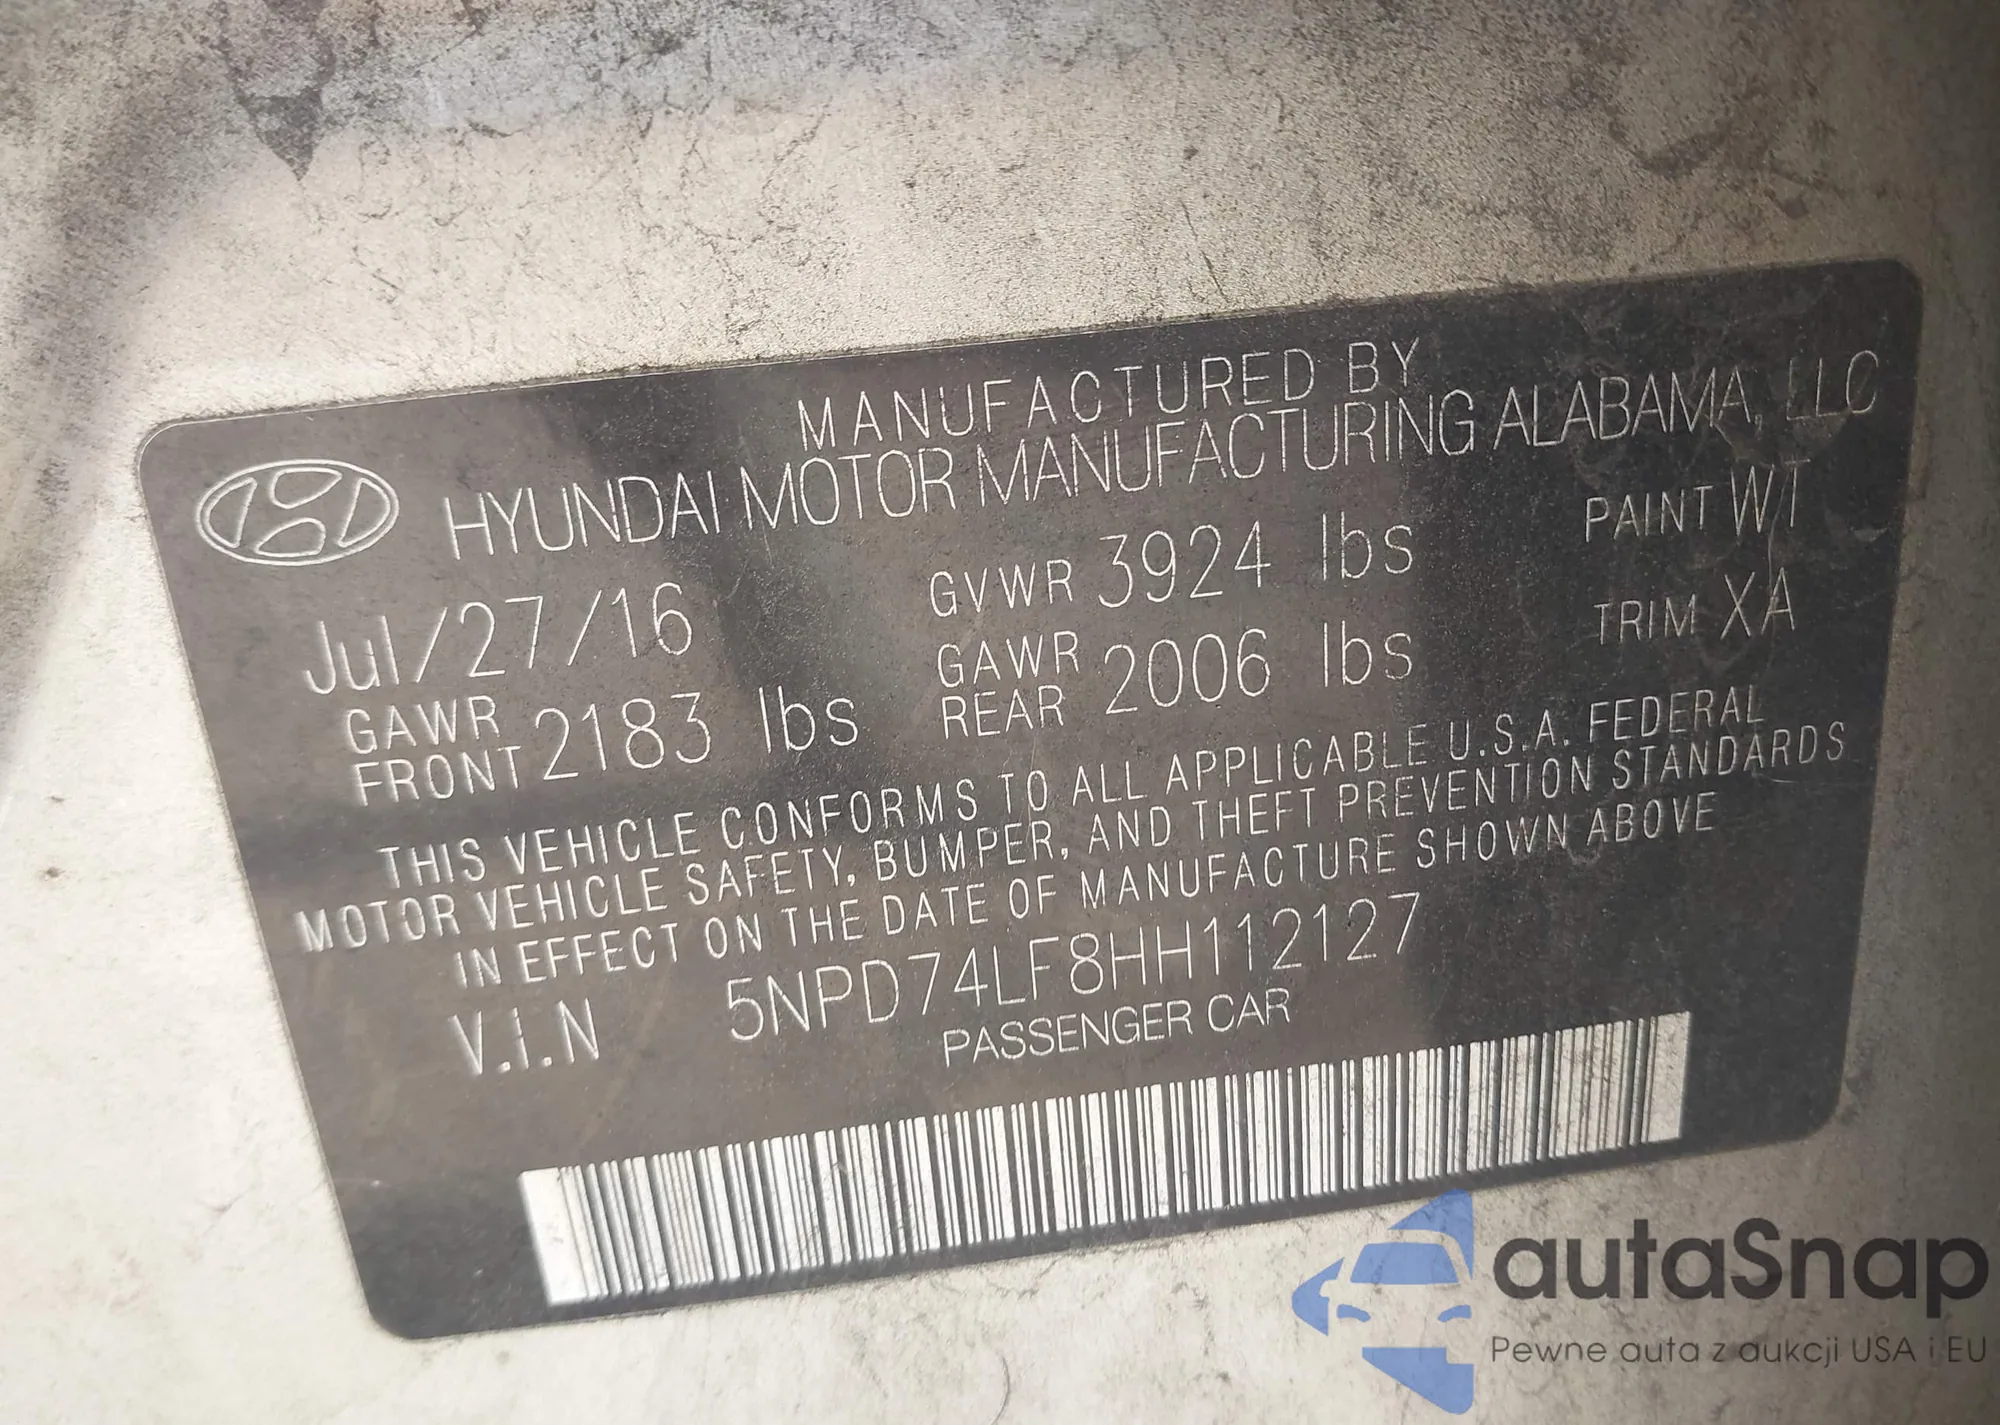 MANUFACTURED BY
HYUNDAI MOTOR MANUFACTURING ALABAMA, LLC
Jul/27/16 GVWR 3924 lbs PAINT WT
GAWR FRONT 2183 lbs GAWR REAR 2006 lbs TRIM XA
THIS VEHICLE CONFORMS TO ALL APPLICABLE U.S.A. FEDERAL
MOTOR VEHICLE SAFETY, BUMPER, AND THEFT PREVENTION STANDARDS
IN EFFECT ON THE DATE OF MANUFACTURE SHOWN ABOVE
V.i.N 5NPD74LF8HH112127
PASSENGER CAR
autaSnap
Pewne auta z aukcji USA i EU